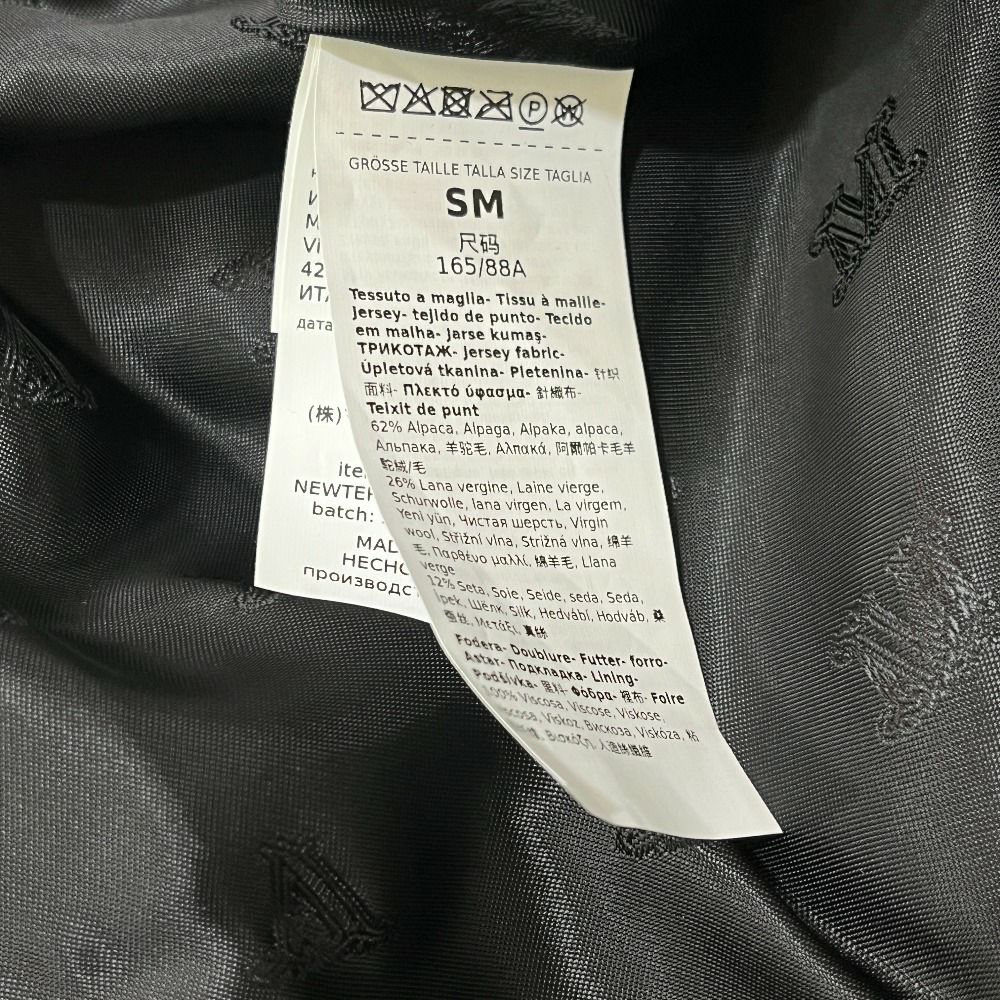 P
GRÖSSE TAILLE TALLA SIZE TAGLIA
SM
尺码
165/88A
Tessuto a maglia- Tissu à maille-
Jersey- tejido de punto- Tecido
em malha- Jarse kumaş-
ТРИКОТАЖ- Jersey fabric-
Úpletová tkanina- Pletenina- 针织
面料- Πλεκτό ύφασμα- 針織布-
Teixit de punt
62% Alpaca, Alpaga, Alpaka, alpaca,
Альпака, 羊驼毛, Αλπακά, 阿爾帕卡毛羊
駝絨/毛
26% Lana vergine, Laine vierge,
Schurwolle, lana virgen, La virgem,
Yeni yün, Чистая шерсть, Virgin
wool, Střižní vlna, Strižná vlna, 绵羊
毛, Παρθένο μαλλί, 綿羊毛, Llana
verge
12% Seta, Soie, Seide, seda, Seda,
İpek, Шёлк, Silk, Hedvábí, Hodváb, 桑
蚕丝, Μετάξι, 真絲
Fodera- Doublure- Futter- forro-
Astar- Подкладка- Lining-
Podšívka- 里料- Φόδρα- 裡布- Folre
100% Viscosa, Viscose, Viskose,
Viskoz, Вискоза, Viskóza, 粘
Βισκόζη, 人造絲纖維
42
дата
(株)
NEWTE
batch:
MAD
HECHO
производст